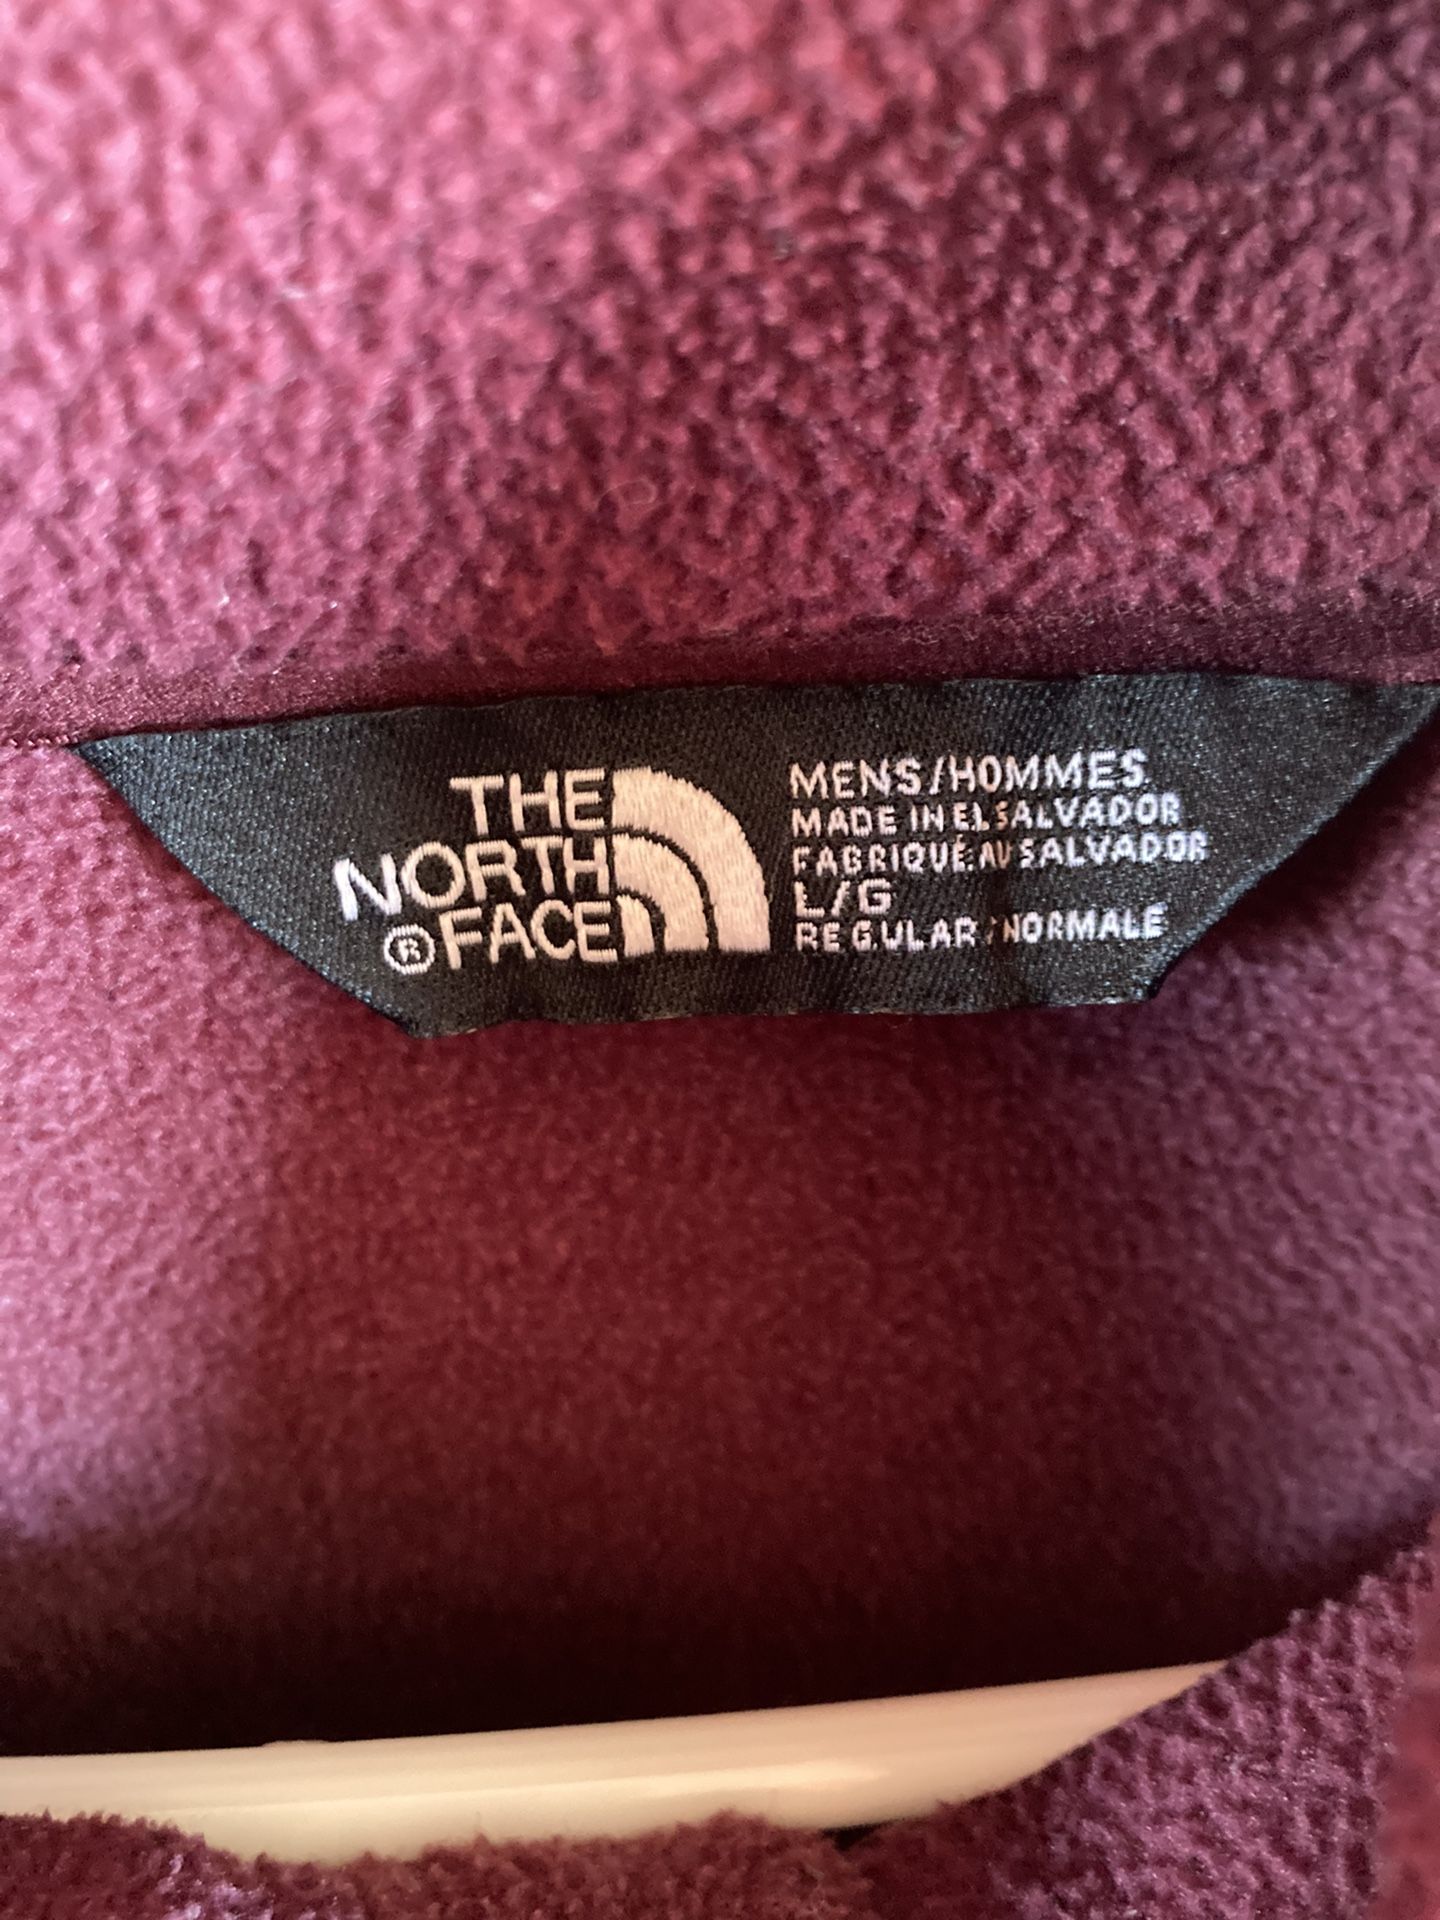 THE
NORTH
®FACE
MENS/HOMMES
MADE IN EL SALVADOR
FABRIQUÉ AU SALVADOR
L/G
REGULAR/NORMALE